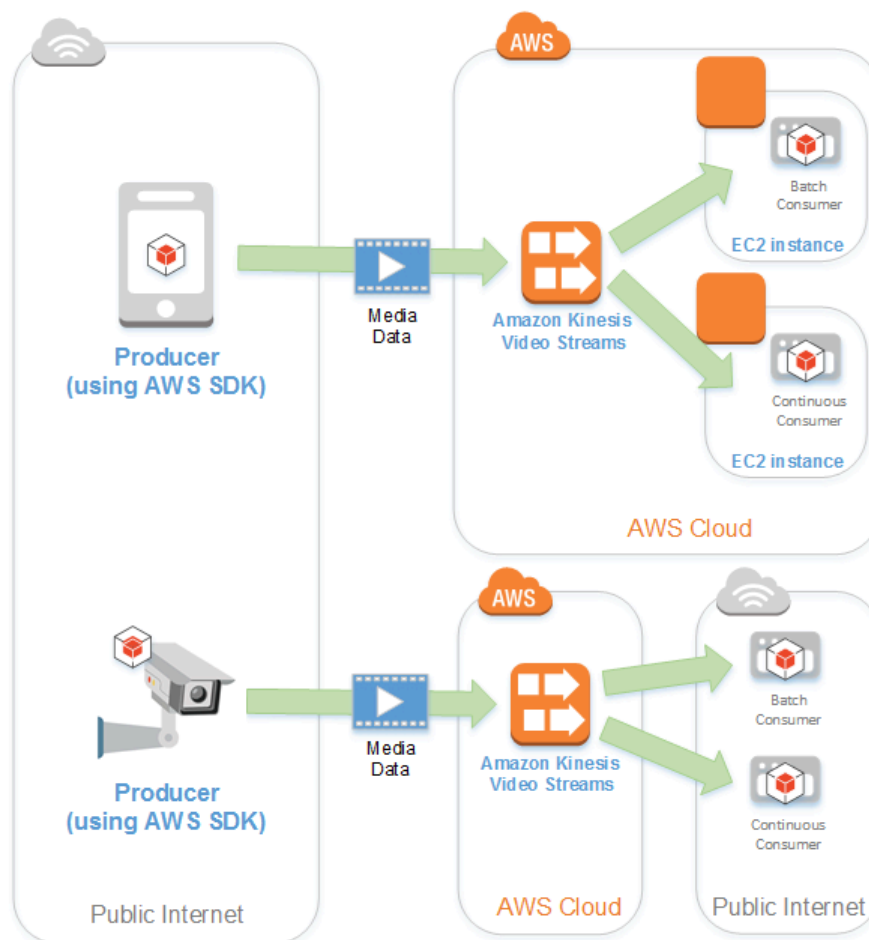 AWS
Batch
Consumer
EC2 instance
Media
Data
Amazon Kinesis
Video Streams
Producer
(using AWS SDK)
Continuous
Consumer
EC2 instance
AWS Cloud
AWS
Batch
Consumer
Media
Data
Amazon Kinesis
Video Streams
Producer
(using AWS SDK)
Continuous
Consumer
Public Internet
AWS Cloud
Public Internet